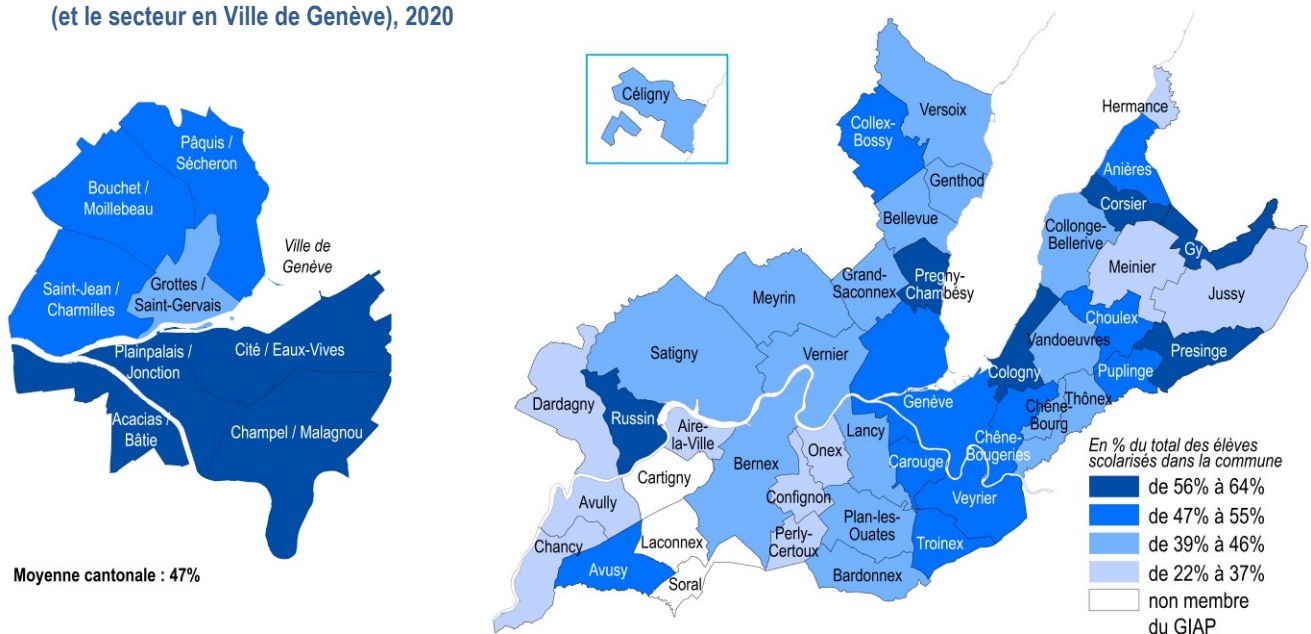 (et le secteur en Ville de Genève), 2020
Pâquis /
Sécheron
Bouchet /
Moillebeau
Ville de
Genève
Saint-Jean /
Charmilles
Grottes /
Saint-Gervais
Plainpalais /
Jonction
Cité / Eaux-Vives
Acacias /
Bâtie
Champel / Malagnou
Moyenne cantonale : 47%
Céligny
Versoix
Collex-
Bossy
Genthod
Bellevue
Hermance
Anières
Corsier
Collonge-
Bellerive
Gy
Meinier
Jussy
Pregny-
Chambésy
Grand-
Saconnex
Meyrin
Choulex
Vandoeuvres
Presinge
Satigny
Vernier
Cologny
Puplinge
Dardagny
Russin
Genève
Chêne-
Bourg
Thônex
Aire-
la-Ville
Lancy
Onex
Chêne-
Bougeries
Bernex
Carouge
Cartigny
Veyrier
Avully
Confignon
Plan-les-
Ouates
Chancy
Laconnex
Perly-
Certoux
Troinex
Avusy
Soral
Bardonnex
En % du total des élèves
scolarisés dans la commune
de 56% à 64%
de 47% à 55%
de 39% à 46%
de 22% à 37%
non membre
du GIAP